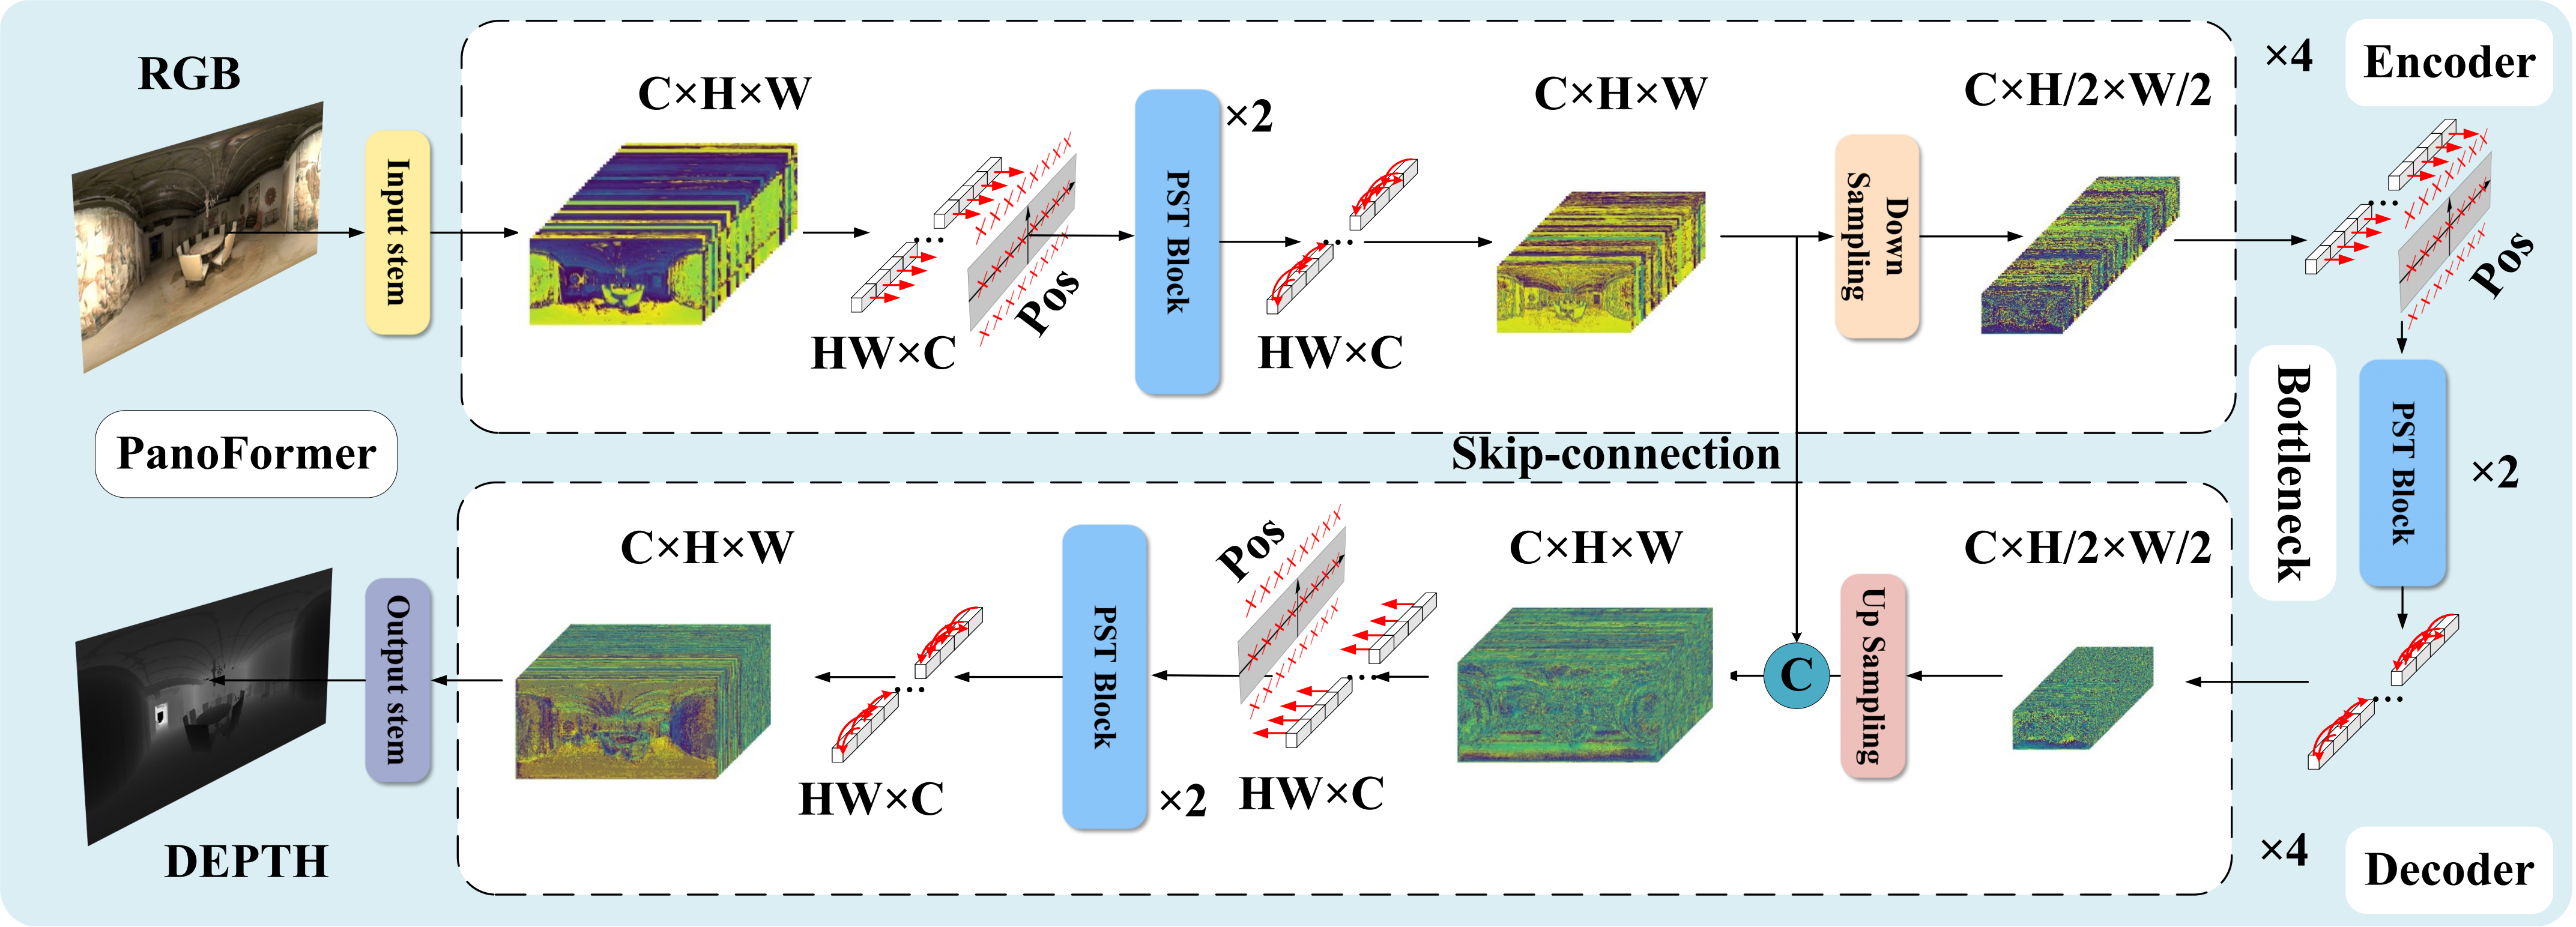 RGB
Input stem
C×H×W
HW×C
Pos
PST Block
×2
HW×C
C×H×W
Down
Sampling
C×H/2×W/2
×4
Encoder
Pos
PanoFormer
Skip-connection
Bottleneck
PST Block
×2
DEPTH
Output stem
C×H×W
HW×C
PST Block
×2
Pos
HW×C
C×H×W
C
Up Sampling
C×H/2×W/2
×4
Decoder